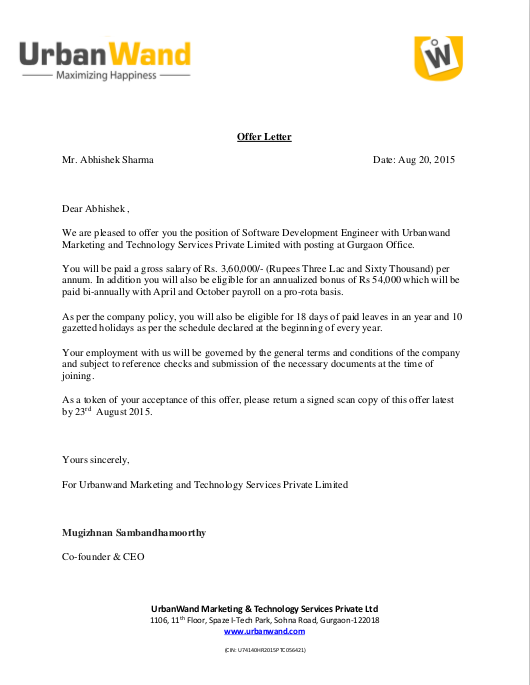 UrbanWand
Maximizing Happiness
W
Offer Letter
Mr. Abhishek Sharma Date: Aug 20, 2015
Dear Abhishek ,
We are pleased to offer you the position of Software Development Engineer with Urbanwand
Marketing and Technology Services Private Limited with posting at Gurgaon Office.
You will be paid a gross salary of Rs. 3,60,000/- (Rupees Three Lac and Sixty Thousand) per
annum. In addition you will also be eligible for an annualized bonus of Rs 54,000 which will be
paid bi-annually with April and October payroll on a pro-rota basis.
As per the company policy, you will also be eligible for 18 days of paid leaves in an year and 10
gazetted holidays as per the schedule declared at the beginning of every year.
Your employment with us will be governed by the general terms and conditions of the company
and subject to reference checks and submission of the necessary documents at the time of
joining.
As a token of your acceptance of this offer, please return a signed scan copy of this offer latest
by 23rd August 2015.
Yours sincerely,
For Urbanwand Marketing and Technology Services Private Limited
Mugizhnan Sambandhamoorthy
Co-founder & CEO
UrbanWand Marketing & Technology Services Private Ltd
1106, 11th Floor, Spaze I-Tech Park, Sohna Road, Gurgaon-122018
www.urbanwand.com
(CIN: U74140HR2015PTC056421)